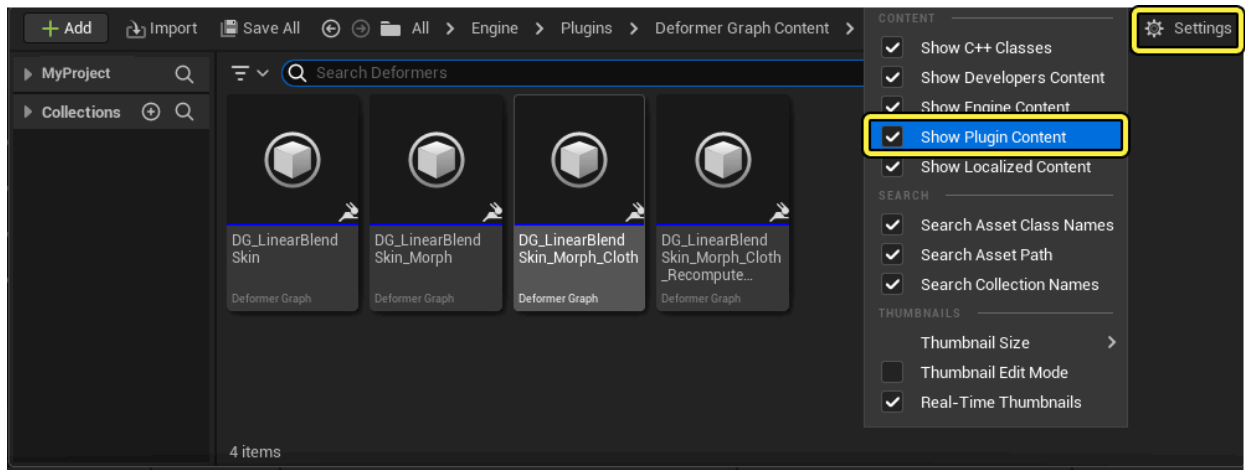 Add Import Save All All > Engine > Plugins > Deformer Graph Content > Settings
MyProject
Collections
Search Deformers
DG_LinearBlend
Skin
Deformer Graph
DG_LinearBlend
Skin_Morph
Deformer Graph
DG_LinearBlend
Skin_Morph_Cloth
Deformer Graph
DG_LinearBlend
Skin_Morph_Cloth
_Recompute...
Deformer Graph
4 items
CONTENT
Show C++ Classes
Show Developers Content
Show Engine Content
Show Plugin Content
Show Localized Content
SEARCH
Search Asset Class Names
Search Asset Path
Search Collection Names
THUMBNAILS
Thumbnail Size
Thumbnail Edit Mode
Real-Time Thumbnails